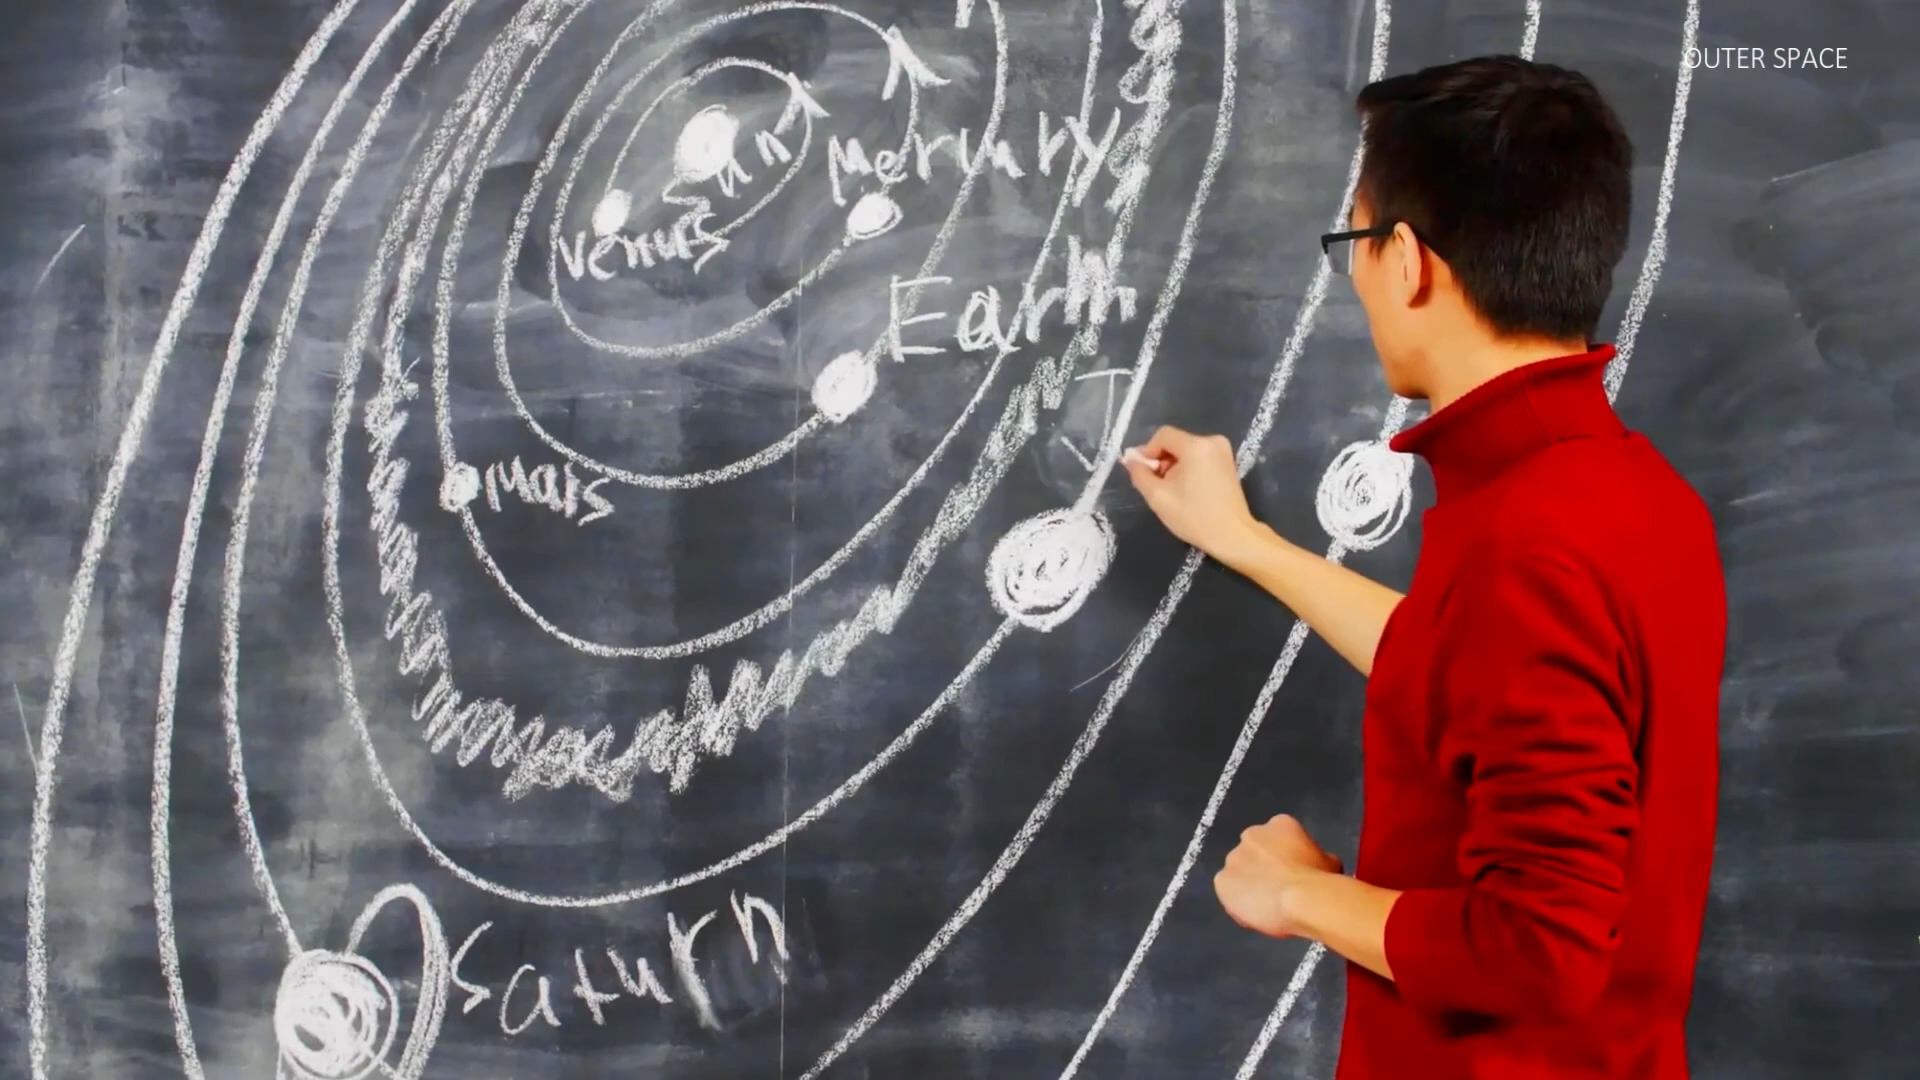 OUTER SPACE
Sun
Mercury
Venus
Earth
J
Mars
Saturn